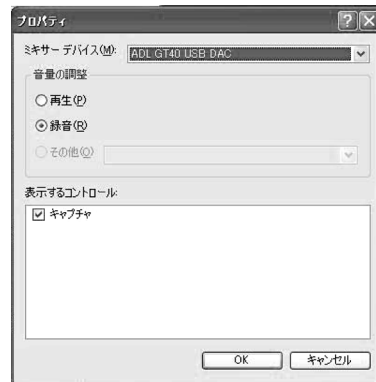 プロパティ
ミキサー デバイス(M): ADL GT40 USB DAC
音量の調整
再生(P)
録音(R)
その他(O)
表示するコントロール:
キャプチャ
OK キャンセル